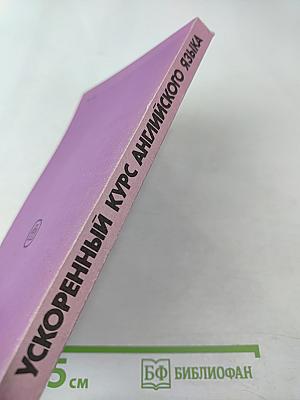 УСКОРЕННЫЙ КУРС АНГЛИЙСКОГО ЯЗЫКА
5 см
БФ БИБЛИОФАН